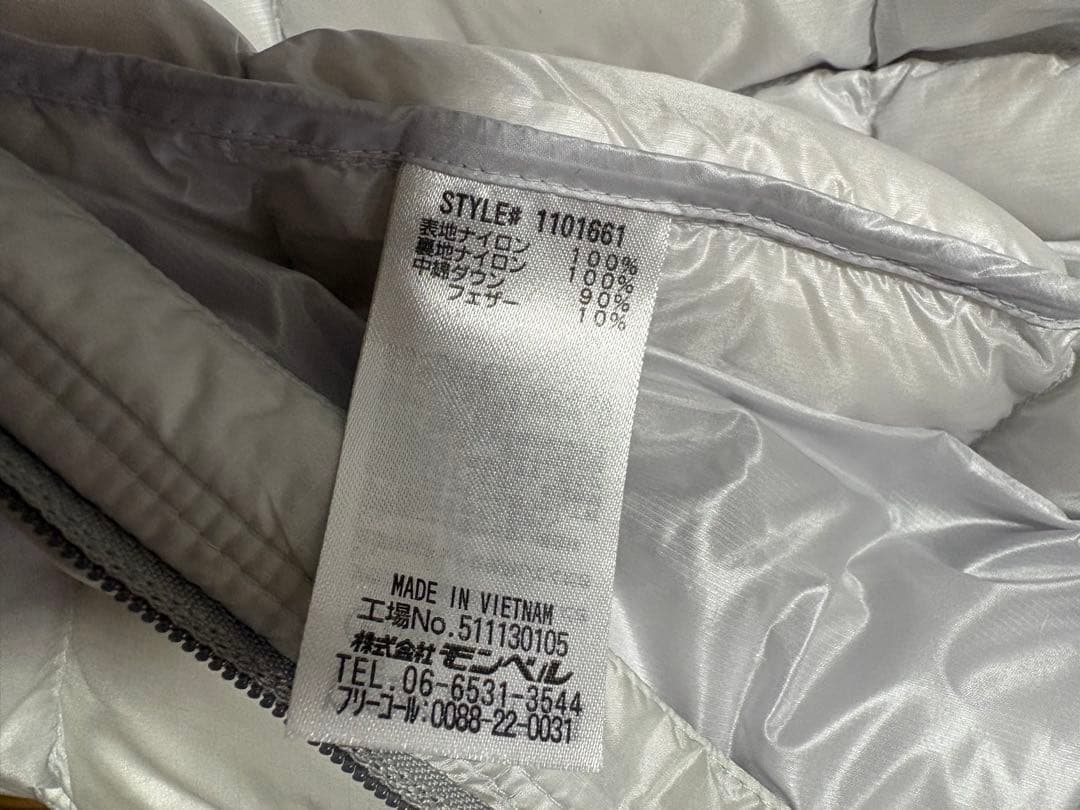 STYLE# 1101661
表地ナイロン 100%
裏地ナイロン 100%
中綿ダウン 90%
フェザー 10%
MADE IN VIETNAM
工場No.511130105
株式会社 モンベル
TEL.06-6531-3544
フリーコール:0088-22-0031